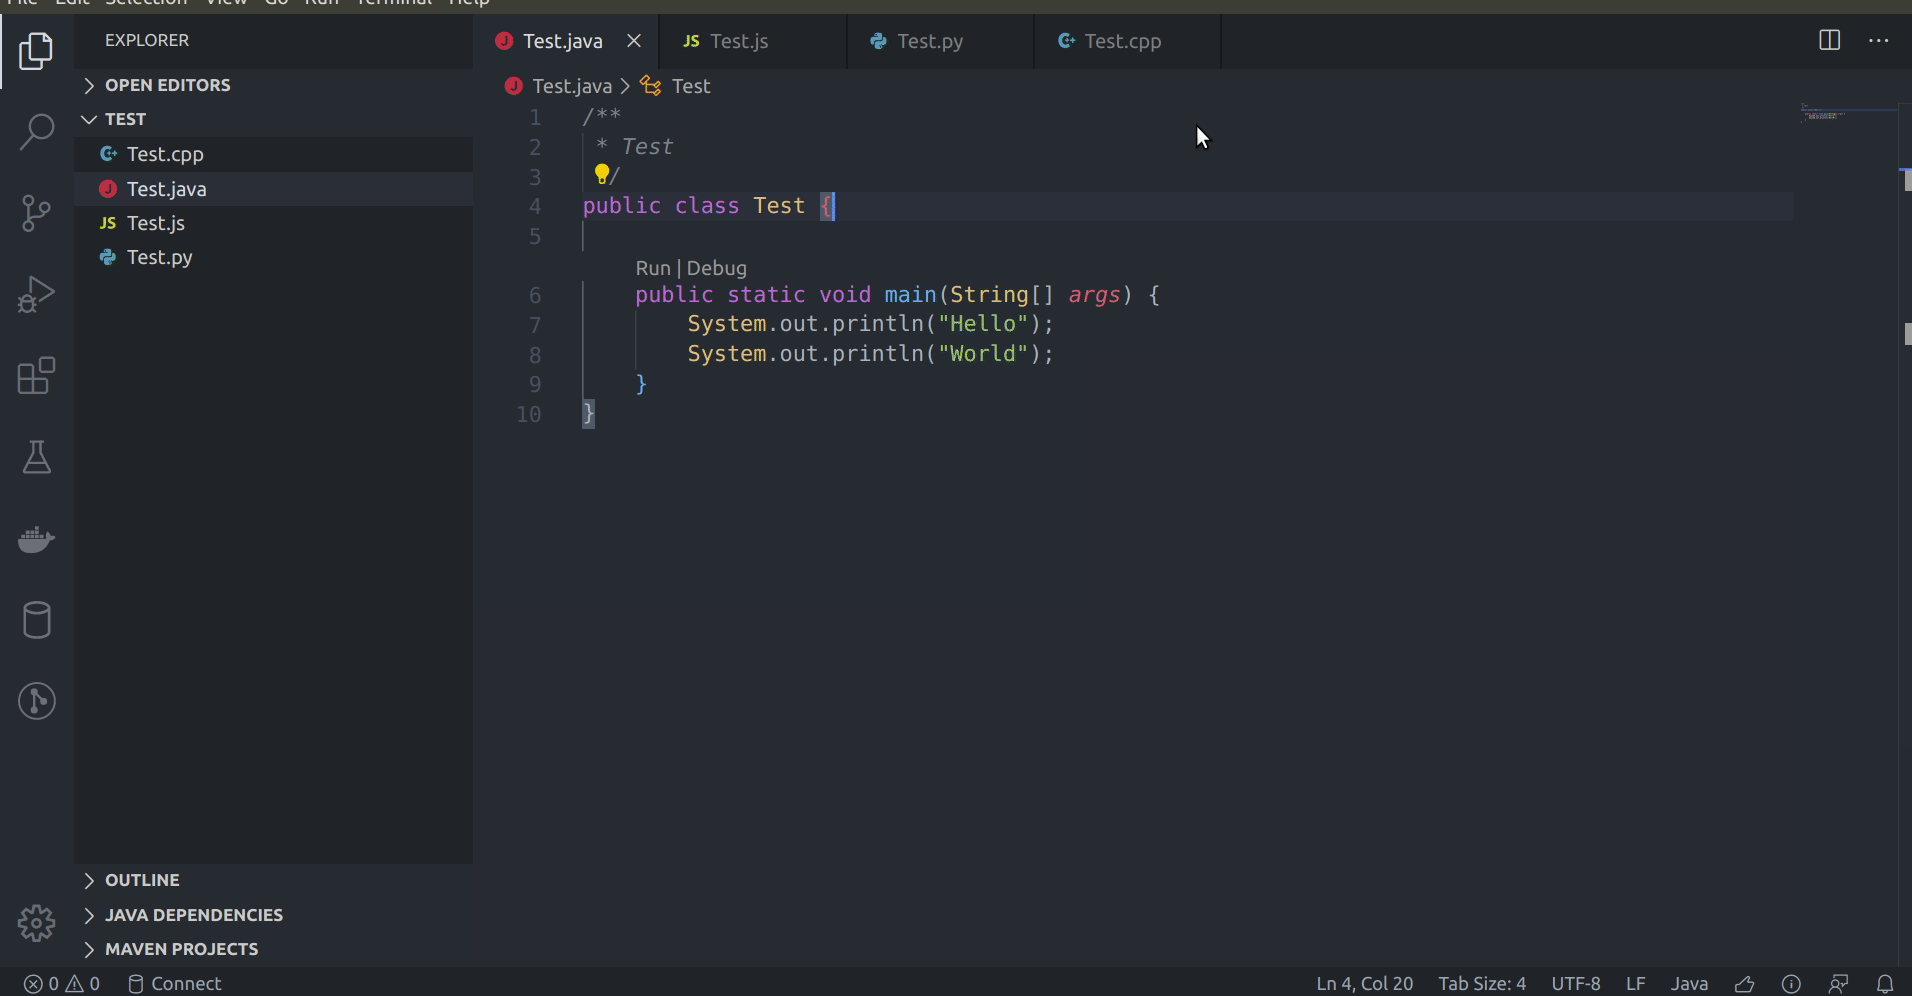 File Edit Selection View Go Run Terminal Help
EXPLORER
OPEN EDITORS
TEST
Test.cpp
Test.java
JS Test.js
Test.py
OUTLINE
JAVA DEPENDENCIES
MAVEN PROJECTS
J Test.java
JS Test.js
Test.py
Test.cpp
J Test.java > Test
1 /**
2 * Test
3 /
4 public class Test {
5
Run | Debug
6 public static void main(String[] args) {
7 System.out.println("Hello");
8 System.out.println("World");
9 }
10 }
0 0 Connect
Ln 4, Col 20 Tab Size: 4 UTF-8 LF Java